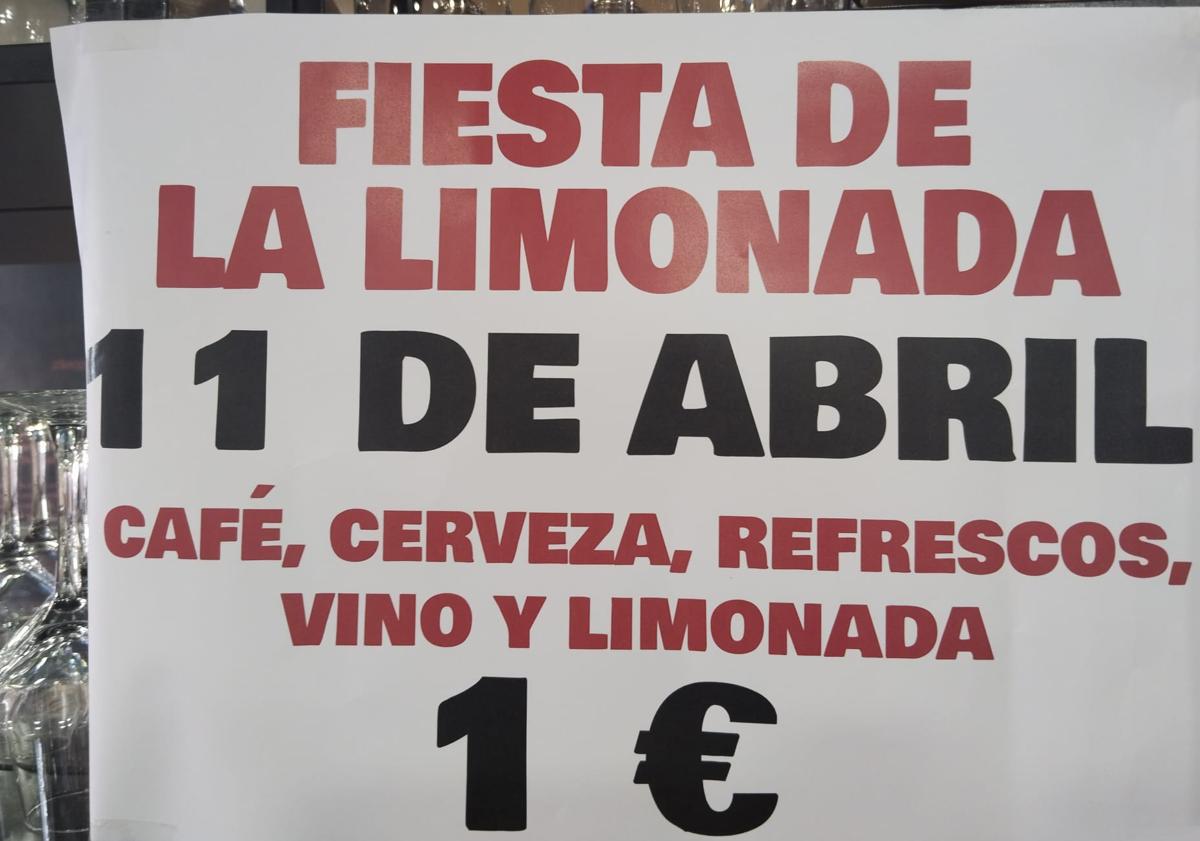 FIESTA DE
LA LIMONADA
11 DE ABRIL
CAFÉ, CERVEZA, REFRESCOS,
VINO Y LIMONADA
1 €